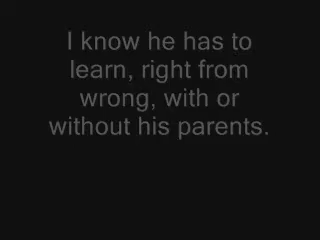 I know he has to
learn, right from
wrong, with or
without his parents.